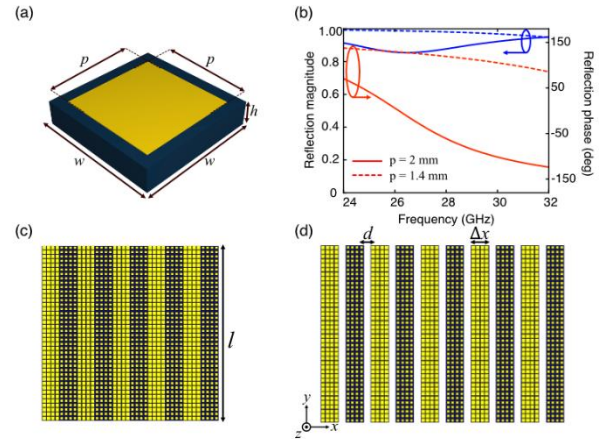 (a)
p
p
h
w
w
(b)
Reflection magnitude
1.00
0.8
0.6
0.4
0.2
0
150
50
-50
-150
Reflection phase (deg)
p = 2 mm
p = 1.4 mm
24
26
28
30
32
Frequency (GHz)
(c)
l
(d)
d
Δx
y
z
x